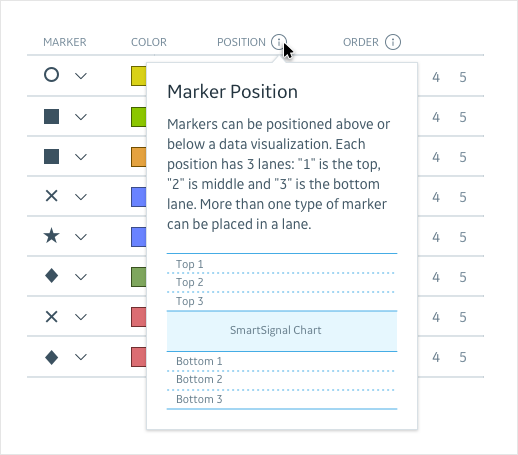 MARKER COLOR POSITION ORDER
4 5
Marker Position
4 5
Markers can be positioned above or
below a data visualization. Each
4 5
position has 3 lanes: "1" is the top,
"2" is middle and "3" is the bottom
4 5
lane. More than one type of marker
can be placed in a lane.
4 5
Top 1
4 5
Top 2
Top 3
4 5
SmartSignal Chart
4 5
Bottom 1
Bottom 2
Bottom 3